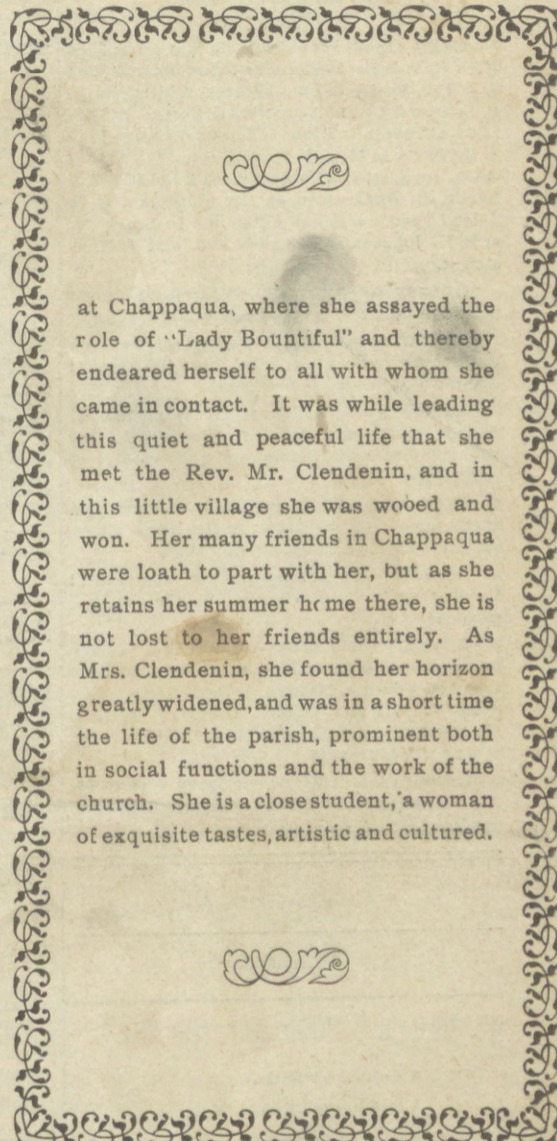 at Chappaqua, where she assayed the
role of "Lady Bountiful" and thereby
endeared herself to all with whom she
came in contact. It was while leading
this quiet and peaceful life that she
met the Rev. Mr. Clendenin, and in
this little village she was wooed and
won. Her many friends in Chappaqua
were loath to part with her, but as she
retains her summer home there, she is
not lost to her friends entirely. As
Mrs. Clendenin, she found her horizon
greatly widened, and was in a short time
the life of the parish, prominent both
in social functions and the work of the
church. She is a close student, a woman
of exquisite tastes, artistic and cultured.